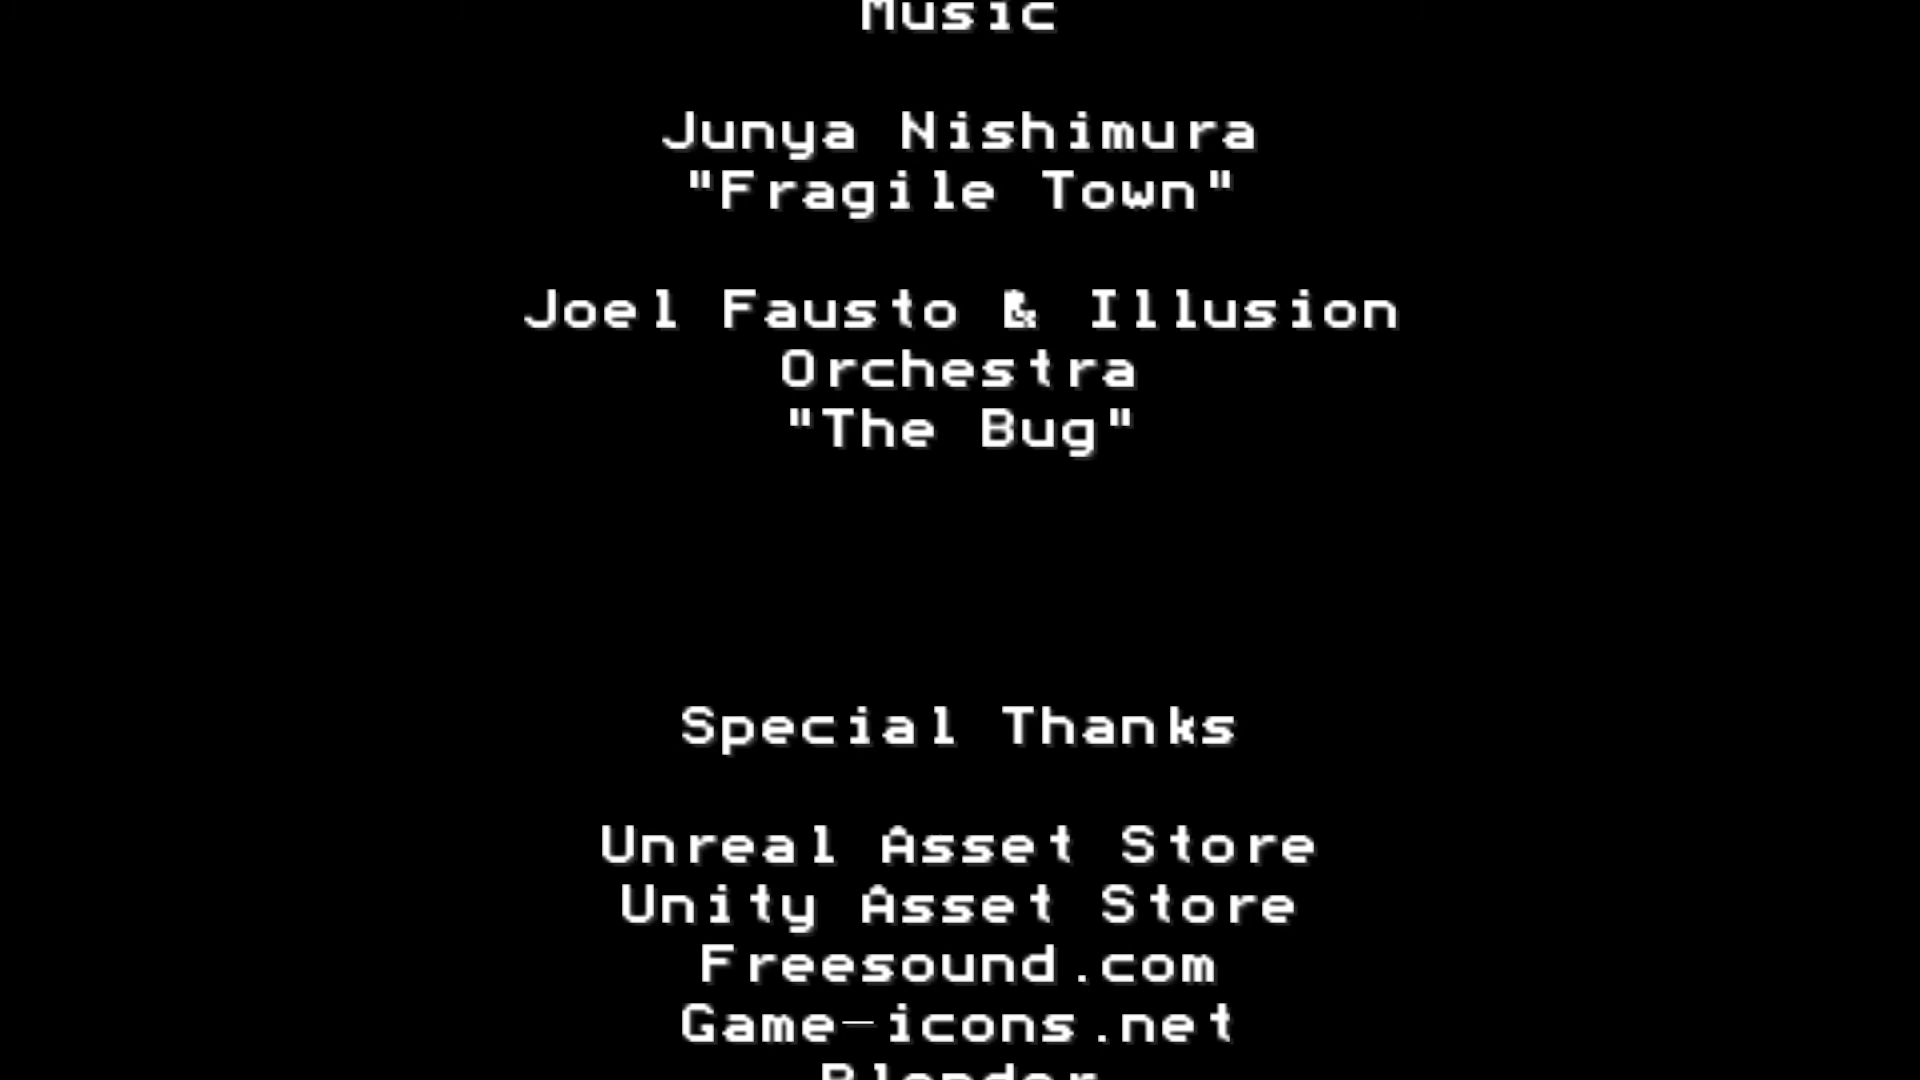 Music
Junya Nishimura
"Fragile Town"
Joel Fausto & Illusion
Orchestra
"The Bug"
Special Thanks
Unreal Asset Store
Unity Asset Store
Freesound.com
Game-icons.net
Blender